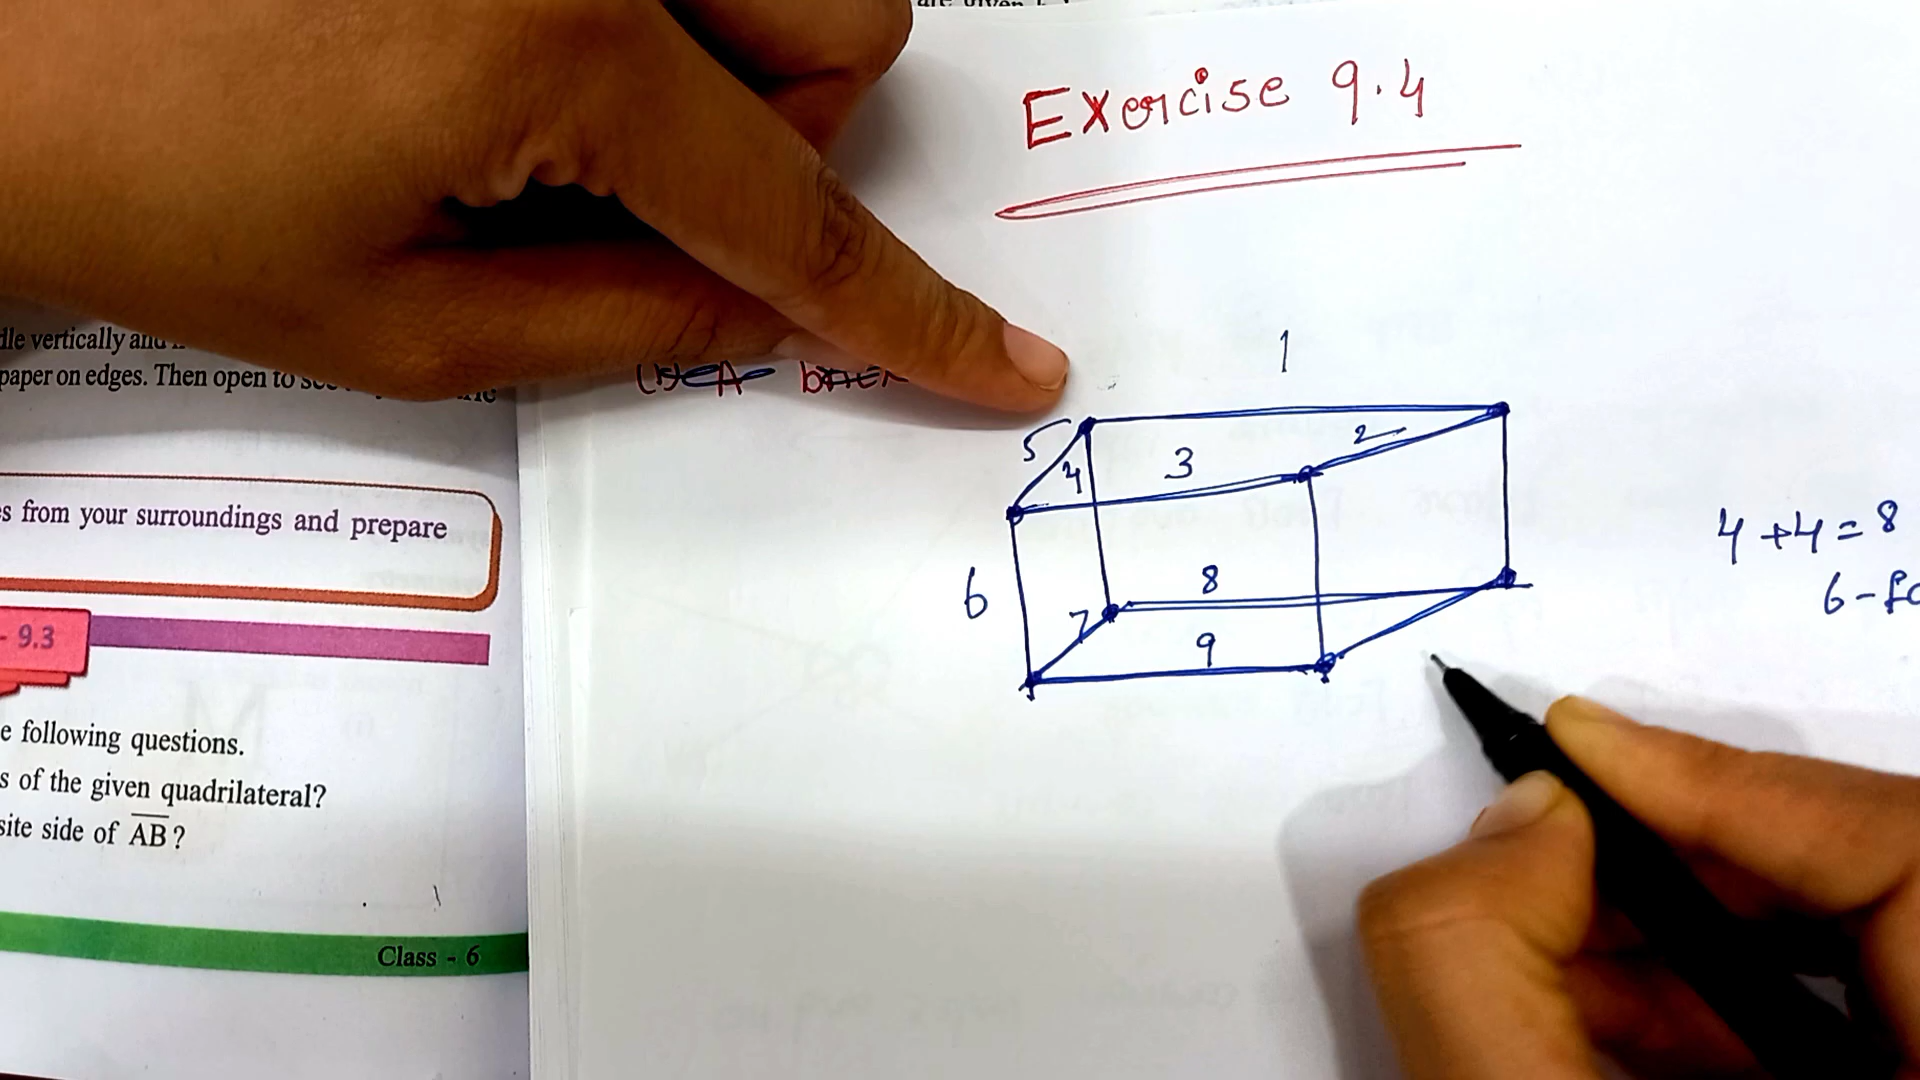 Exercise 9.4
dle vertically and
paper on edges. Then open to
s from your surroundings and prepare
- 9.3
e following questions.
s of the given quadrilateral?
site side of AB?
Class - 6
1
5
4
3
2
6
8
7
9
4 + 4 = 8
6 - fa